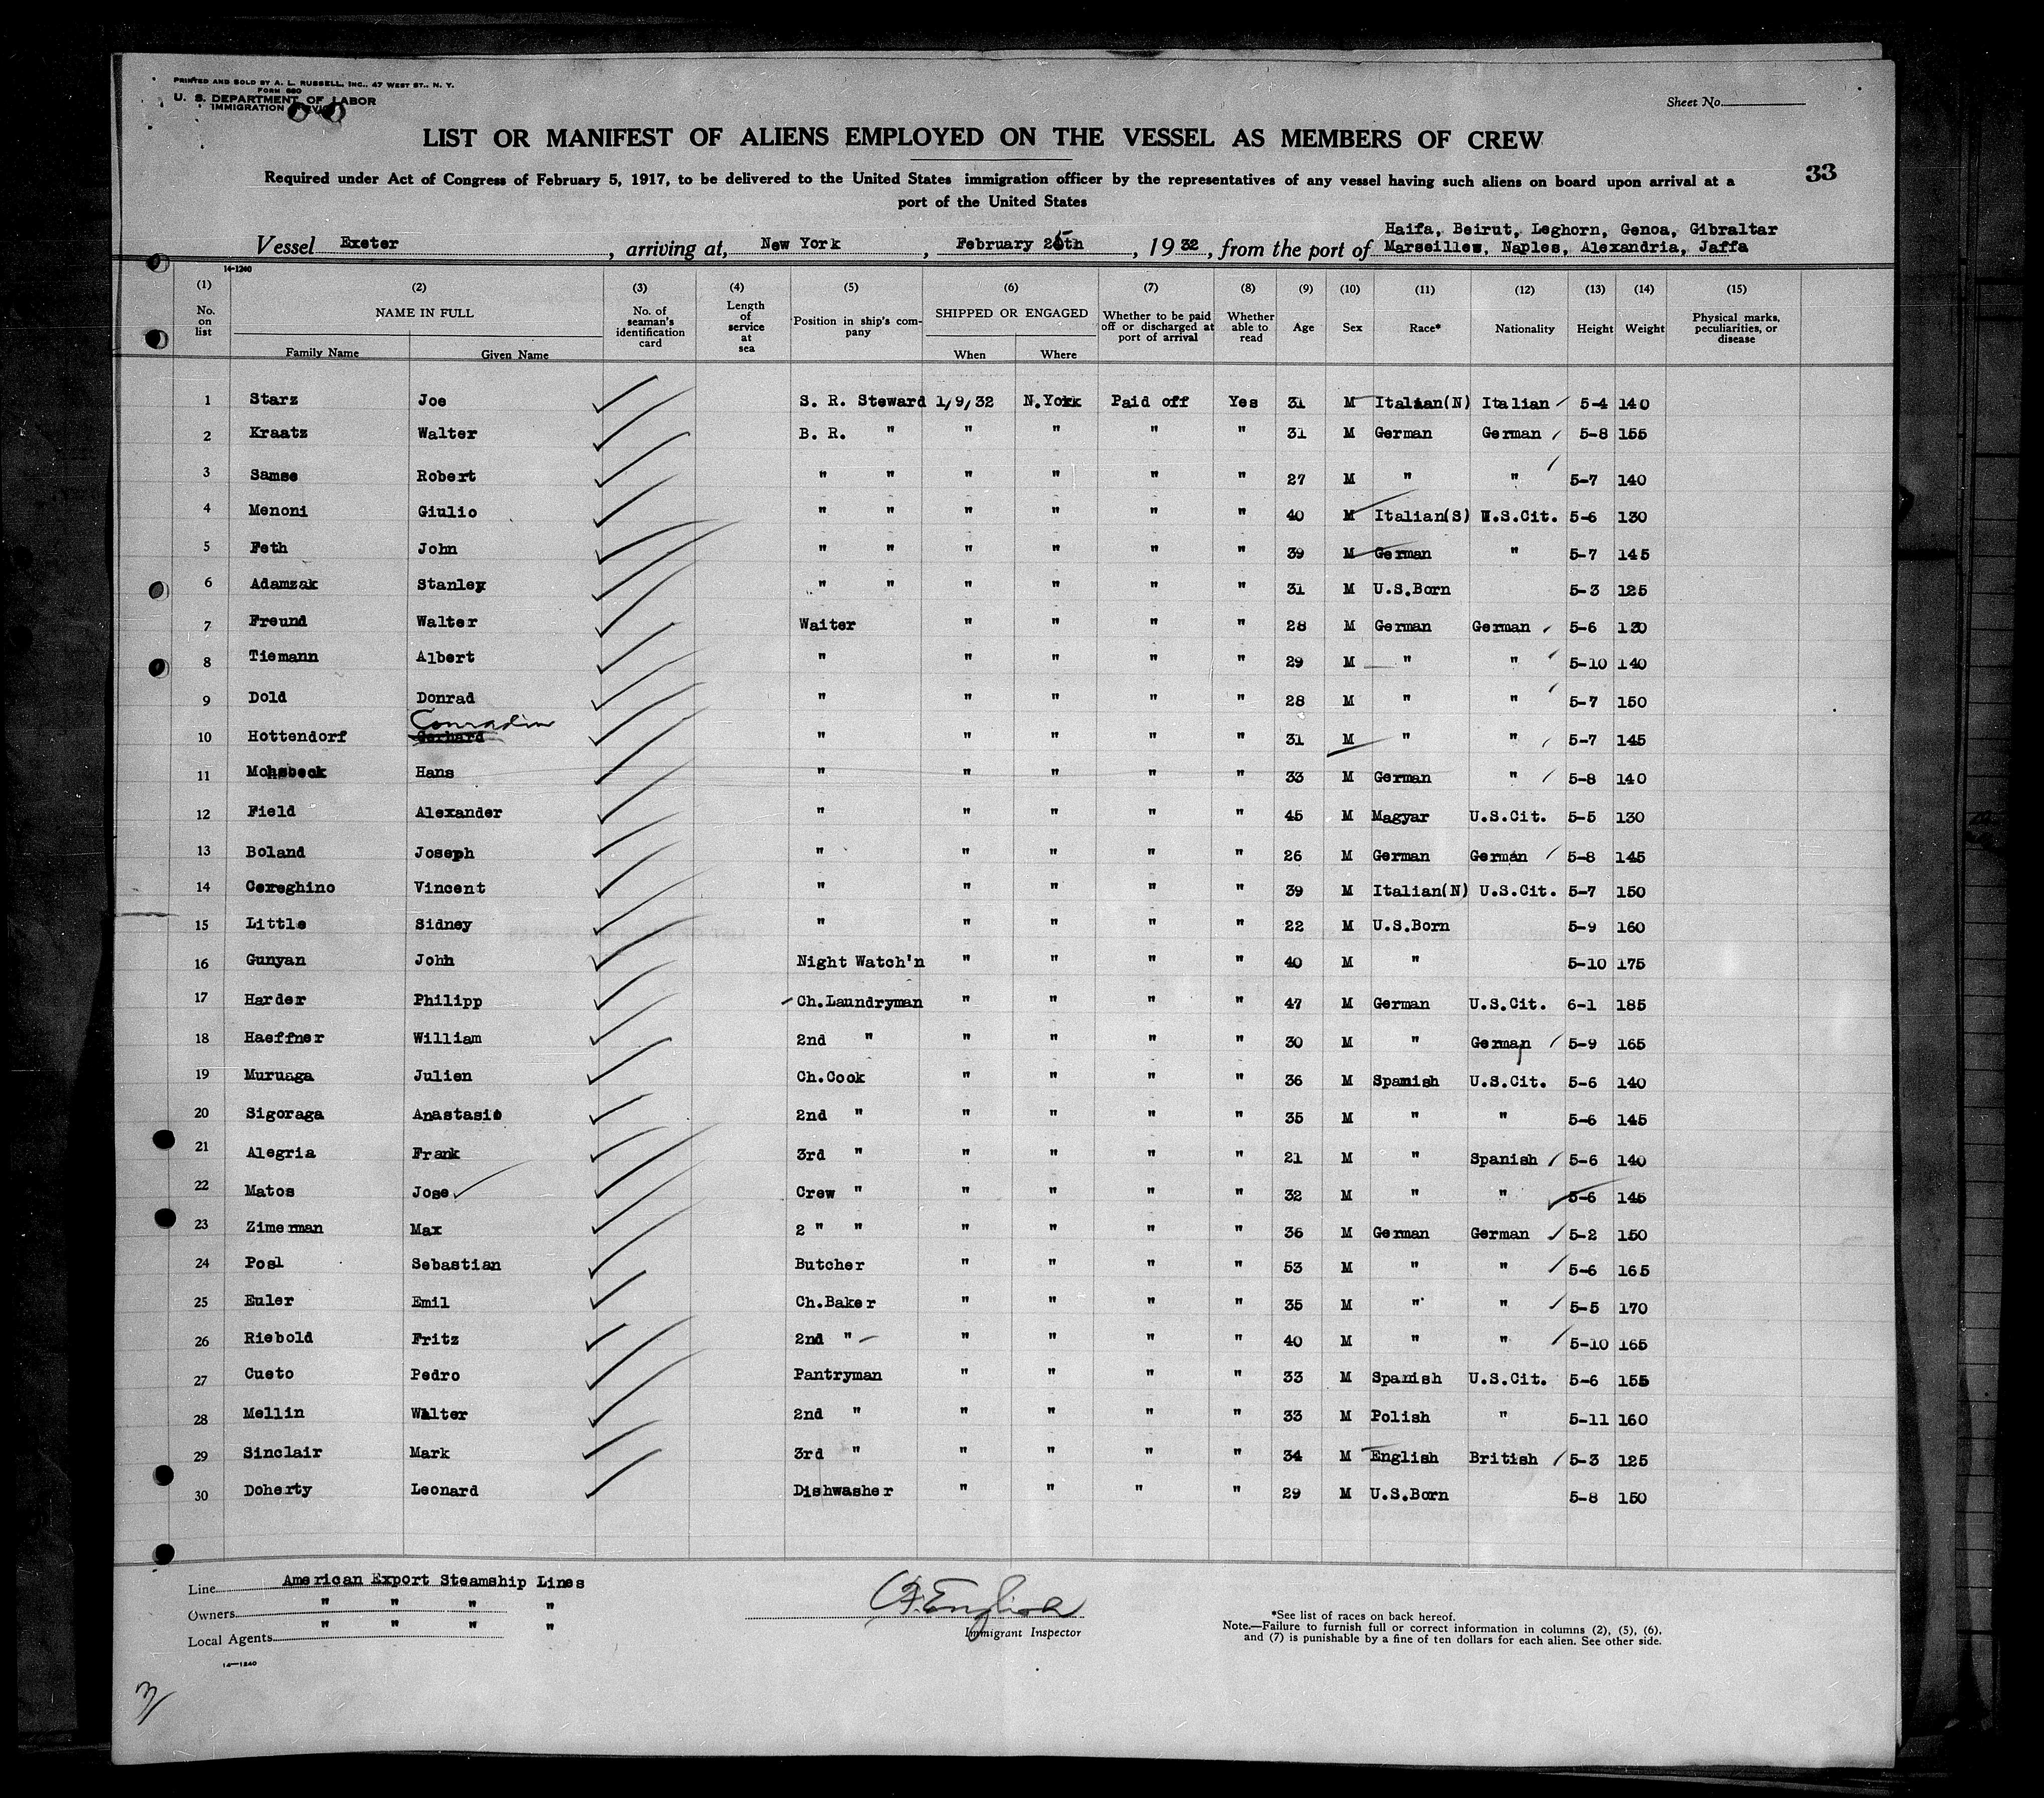 PRINTED AND SOLD BY A. L. RUSSELL, INC., 47 WEST ST., N. Y.
FORM 680
U. S. DEPARTMENT OF LABOR
IMMIGRATION SERVICE
Sheet No.
LIST OR MANIFEST OF ALIENS EMPLOYED ON THE VESSEL AS MEMBERS OF CREW
33
Required under Act of Congress of February 5, 1917, to be delivered to the United States immigration officer by the representatives of any vessel having such aliens on board upon arrival at a
port of the United States
Haifa, Beirut, Leghorn, Genoa, Gibraltar
Vessel Exeter, arriving at, New York, February 25th, 1932, from the port of Marseilles, Naples, Alexandria, Jaffa
14-1240
(1) (2) (3) (4) (5) (6) (7) (8) (9) (10) (11) (12) (13) (14) (15)
No. on list NAME IN FULL Family Name Given Name No. of seaman's identification card Length of service at sea Position in ship's company SHIPPED OR ENGAGED When Where Whether to be paid off or discharged at port of arrival Whether able to read Age Sex Race* Nationality Height Weight Physical marks, peculiarities, or disease
1 Starz Joe S. R. Steward 1/9/32 N.York Paid off Yes 31 M Italian(N) Italian 5-4 140
2 Kraatz Walter B. R. " " " " " 31 M German German 5-8 155
3 Samse Robert " " " " " " 27 M " " 5-7 140
4 Menoni Giulio " " " " " " 40 M Italian(S) U.S.Cit. 5-6 130
5 Feth John " " " " " " 39 M German " 5-7 145
6 Adamzak Stanley " " " " " " 31 M U.S.Born 5-3 125
7 Freund Walter Waiter " " " " 28 M German German 5-6 130
8 Tiemann Albert " " " " " 29 M " " 5-10 140
9 Dold Donrad " " " " " 28 M " " 5-7 150
Conradin
10 Hottendorf Gerhard " " " " " 31 M " " 5-7 145
11 Mohsbeck Hans " " " " " 33 M German " 5-8 140
12 Field Alexander " " " " " 45 M Magyar U.S.Cit. 5-5 130
13 Boland Joseph " " " " " 26 M German German 5-8 145
14 Cereghino Vincent " " " " " 39 M Italian(N) U.S.Cit. 5-7 150
15 Little Sidney " " " " " 22 M U.S.Born 5-9 160
16 Gunyan John Night Watch'n " " " " 40 M " 5-10 175
17 Harder Philipp Ch.Laundryman " " " " 47 M German U.S.Cit. 6-1 185
18 Haeffner William 2nd " " " " " 30 M " German 5-9 165
19 Muruaga Julien Ch.Cook " " " " 36 M Spanish U.S.Cit. 5-6 140
20 Sigoraga Anastasio 2nd " " " " " 35 M " " 5-6 145
21 Alegria Frank 3rd " " " " " 21 M " Spanish 5-6 140
22 Matos Jose Crew " " " " " 32 M " " 5-6 145
23 Zimerman Max 2 " " " " " " 36 M German German 5-2 150
24 Posl Sebastian Butcher " " " " 53 M " " 5-6 165
25 Euler Emil Ch.Baker " " " " 35 M " " 5-5 170
26 Riebold Fritz 2nd " " " " " 40 M " " 5-10 165
27 Cueto Pedro Pantryman " " " " 33 M Spanish U.S.Cit. 5-6 155
28 Mellin Walter 2nd " " " " " 33 M Polish " 5-11 160
29 Sinclair Mark 3rd " " " " " 34 M English British 5-3 125
30 Doherty Leonard Dishwasher " " " " 29 M U.S.Born 5-8 150
Line American Export Steamship Lines
Owners " " " "
Local Agents " " " "
English
Immigrant Inspector
*See list of races on back hereof.
Note.—Failure to furnish full or correct information in columns (2), (5), (6), and (7) is punishable by a fine of ten dollars for each alien. See other side.
14—1240
3